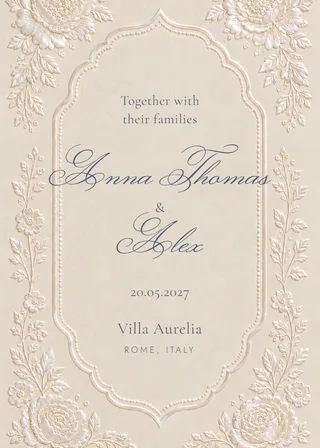 Together with
their families
Anna Thomas
&
Alex
20.05.2027
Villa Aurelia
ROME, ITALY